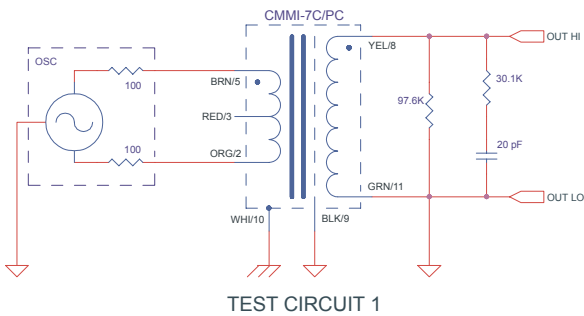 CMMI-7C/PC
OSC
YEL/8
OUT HI
BRN/5
100
30.1K
97.6K
RED/3
100
20 pF
ORG/2
GRN/11
OUT LO
WHI/10
BLK/9
TEST CIRCUIT 1